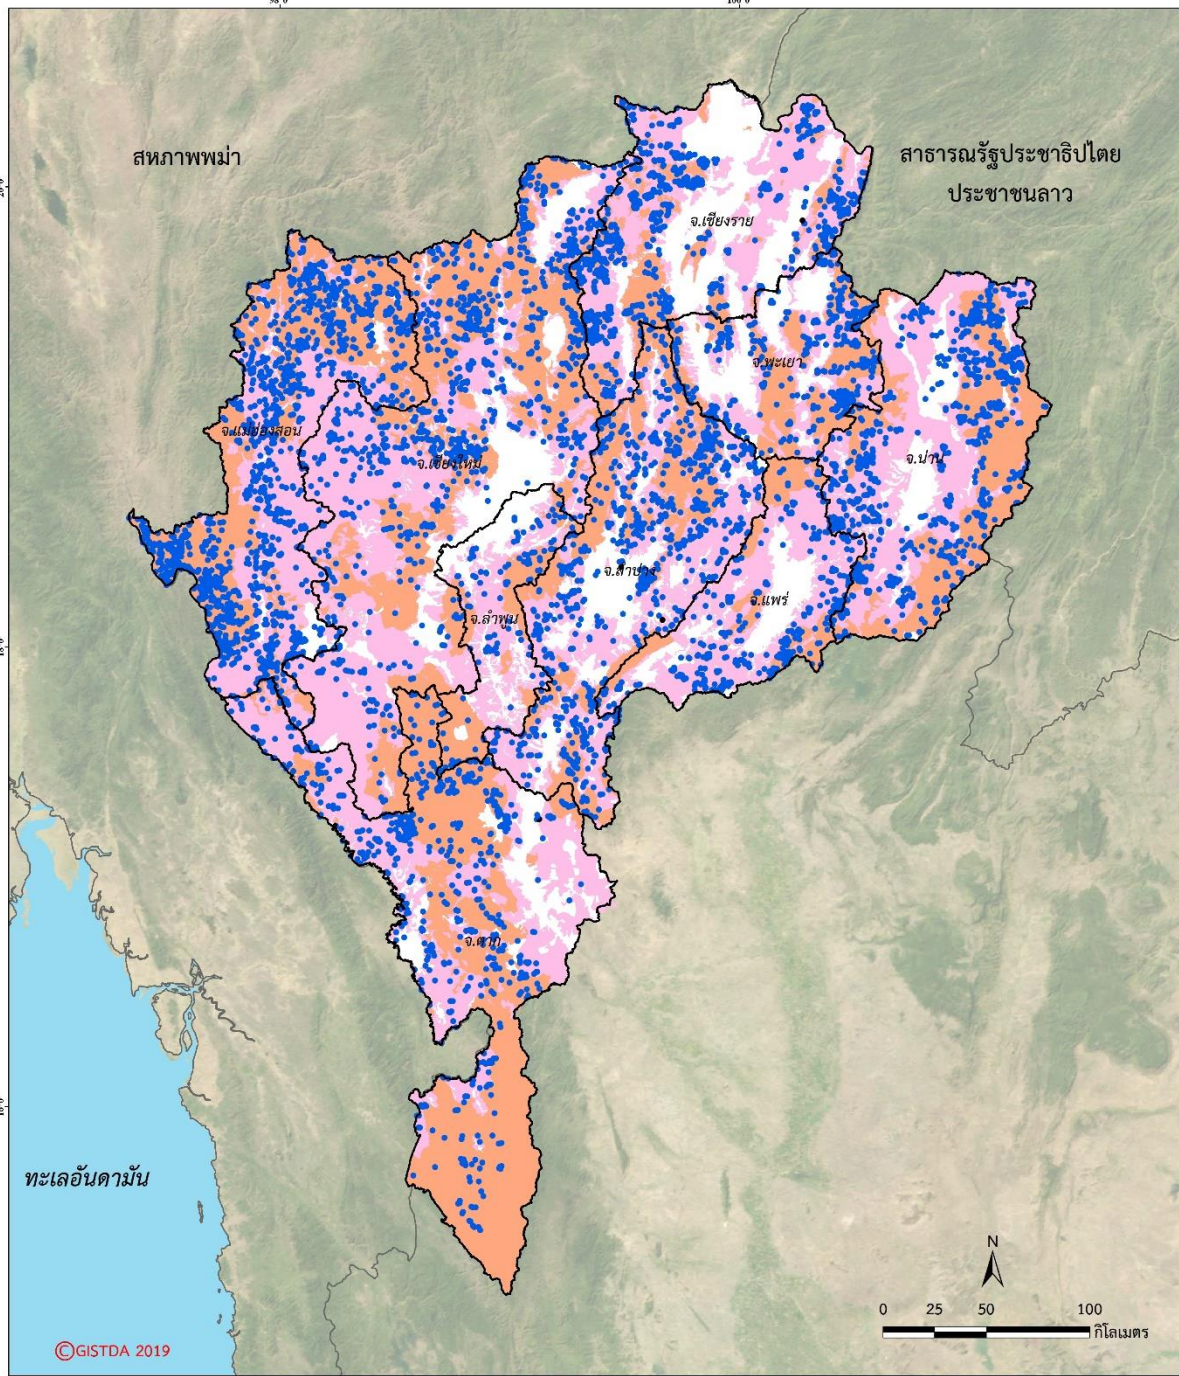 สหภาพพม่า
สาธารณรัฐประชาธิปไตย
ประชาชนลาว
จ.เชียงราย
จ.พะเยา
จ.แม่ฮ่องสอน
จ.เชียงใหม่
จ.น่าน
จ.ลำปาง
จ.แพร่
จ.ลำพูน
จ.ตาก
ทะเลอันดามัน
N
0 25 50 100
กิโลเมตร
©GISTDA 2019